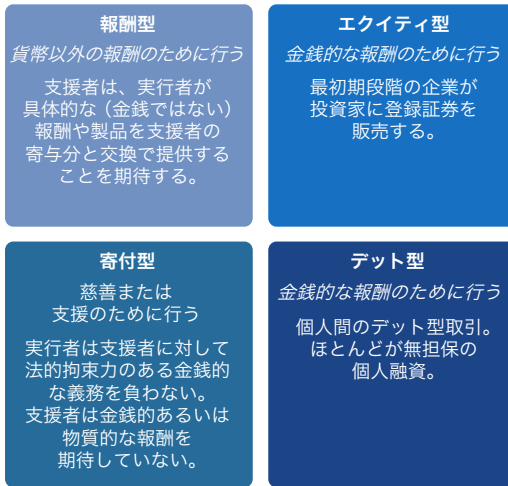 報酬型
貨幣以外の報酬のために行う
支援者は、実行者が
具体的な（金銭ではない）
報酬や製品を支援者の
寄与分と交換で提供する
ことを期待する。
エクイティ型
金銭的な報酬のために行う
最初期段階の企業が
投資家に登録証券を
販売する。
寄付型
慈善または
支援のために行う
実行者は支援者に対して
法的拘束力のある金銭的
な義務を負わない。
支援者は金銭的あるいは
物質的な報酬を
期待していない。
デット型
金銭的な報酬のために行う
個人間のデット型取引。
ほとんどが無担保の
個人融資。